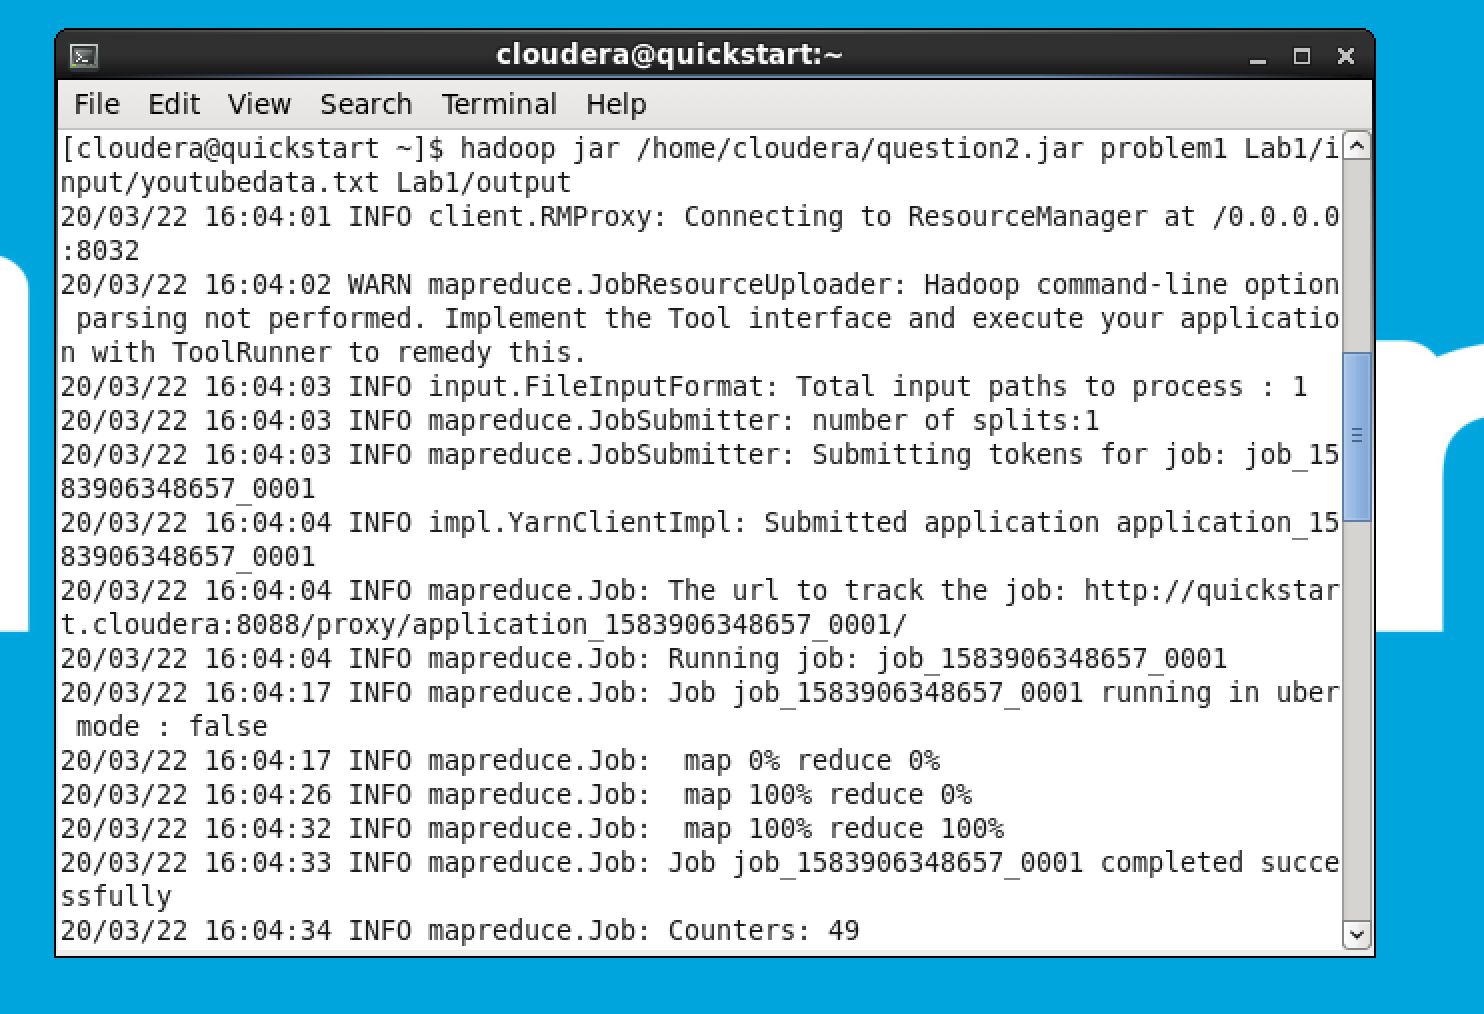 cloudera@quickstart:~
File Edit View Search Terminal Help
[cloudera@quickstart ~]$ hadoop jar /home/cloudera/question2.jar problem1 Lab1/i
nput/youtubedata.txt Lab1/output
20/03/22 16:04:01 INFO client.RMProxy: Connecting to ResourceManager at /0.0.0.0
:8032
20/03/22 16:04:02 WARN mapreduce.JobResourceUploader: Hadoop command-line option
 parsing not performed. Implement the Tool interface and execute your applicatio
n with ToolRunner to remedy this.
20/03/22 16:04:03 INFO input.FileInputFormat: Total input paths to process : 1
20/03/22 16:04:03 INFO mapreduce.JobSubmitter: number of splits:1
20/03/22 16:04:03 INFO mapreduce.JobSubmitter: Submitting tokens for job: job_15
83906348657_0001
20/03/22 16:04:04 INFO impl.YarnClientImpl: Submitted application application_15
83906348657_0001
20/03/22 16:04:04 INFO mapreduce.Job: The url to track the job: http://quickstar
t.cloudera:8088/proxy/application_1583906348657_0001/
20/03/22 16:04:04 INFO mapreduce.Job: Running job: job_1583906348657_0001
20/03/22 16:04:17 INFO mapreduce.Job: Job job_1583906348657_0001 running in uber
 mode : false
20/03/22 16:04:17 INFO mapreduce.Job:  map 0% reduce 0%
20/03/22 16:04:26 INFO mapreduce.Job:  map 100% reduce 0%
20/03/22 16:04:32 INFO mapreduce.Job:  map 100% reduce 100%
20/03/22 16:04:33 INFO mapreduce.Job: Job job_1583906348657_0001 completed succe
ssfully
20/03/22 16:04:34 INFO mapreduce.Job: Counters: 49